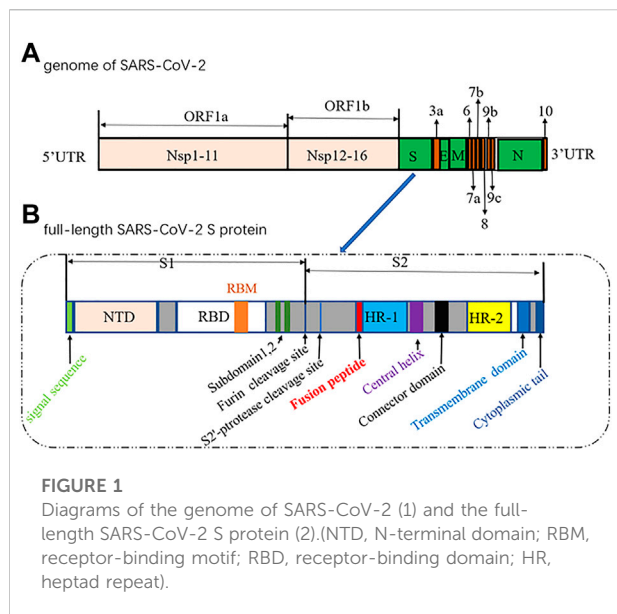 A genome of SARS-CoV-2
ORF1a
ORF1b
3a
6
7b
9b
10
5’UTR
Nsp1-11
Nsp12-16
S
E
M
N
3’UTR
7a
8
9c
B full-length SARS-CoV-2 S protein
S1
S2
RBM
NTD
RBD
HR-1
HR-2
signal sequence
Subdomain1,2
Furin cleavage site
S2'-ptrotease cleavage site
Fusion peptide
Central helix
Connector domain
Transmembrane domain
Cytoplasmic tail
FIGURE 1
Diagrams of the genome of SARS-CoV-2 (1) and the full-
length SARS-CoV-2 S protein (2).(NTD, N-terminal domain; RBM,
receptor-binding motif; RBD, receptor-binding domain; HR,
heptad repeat).